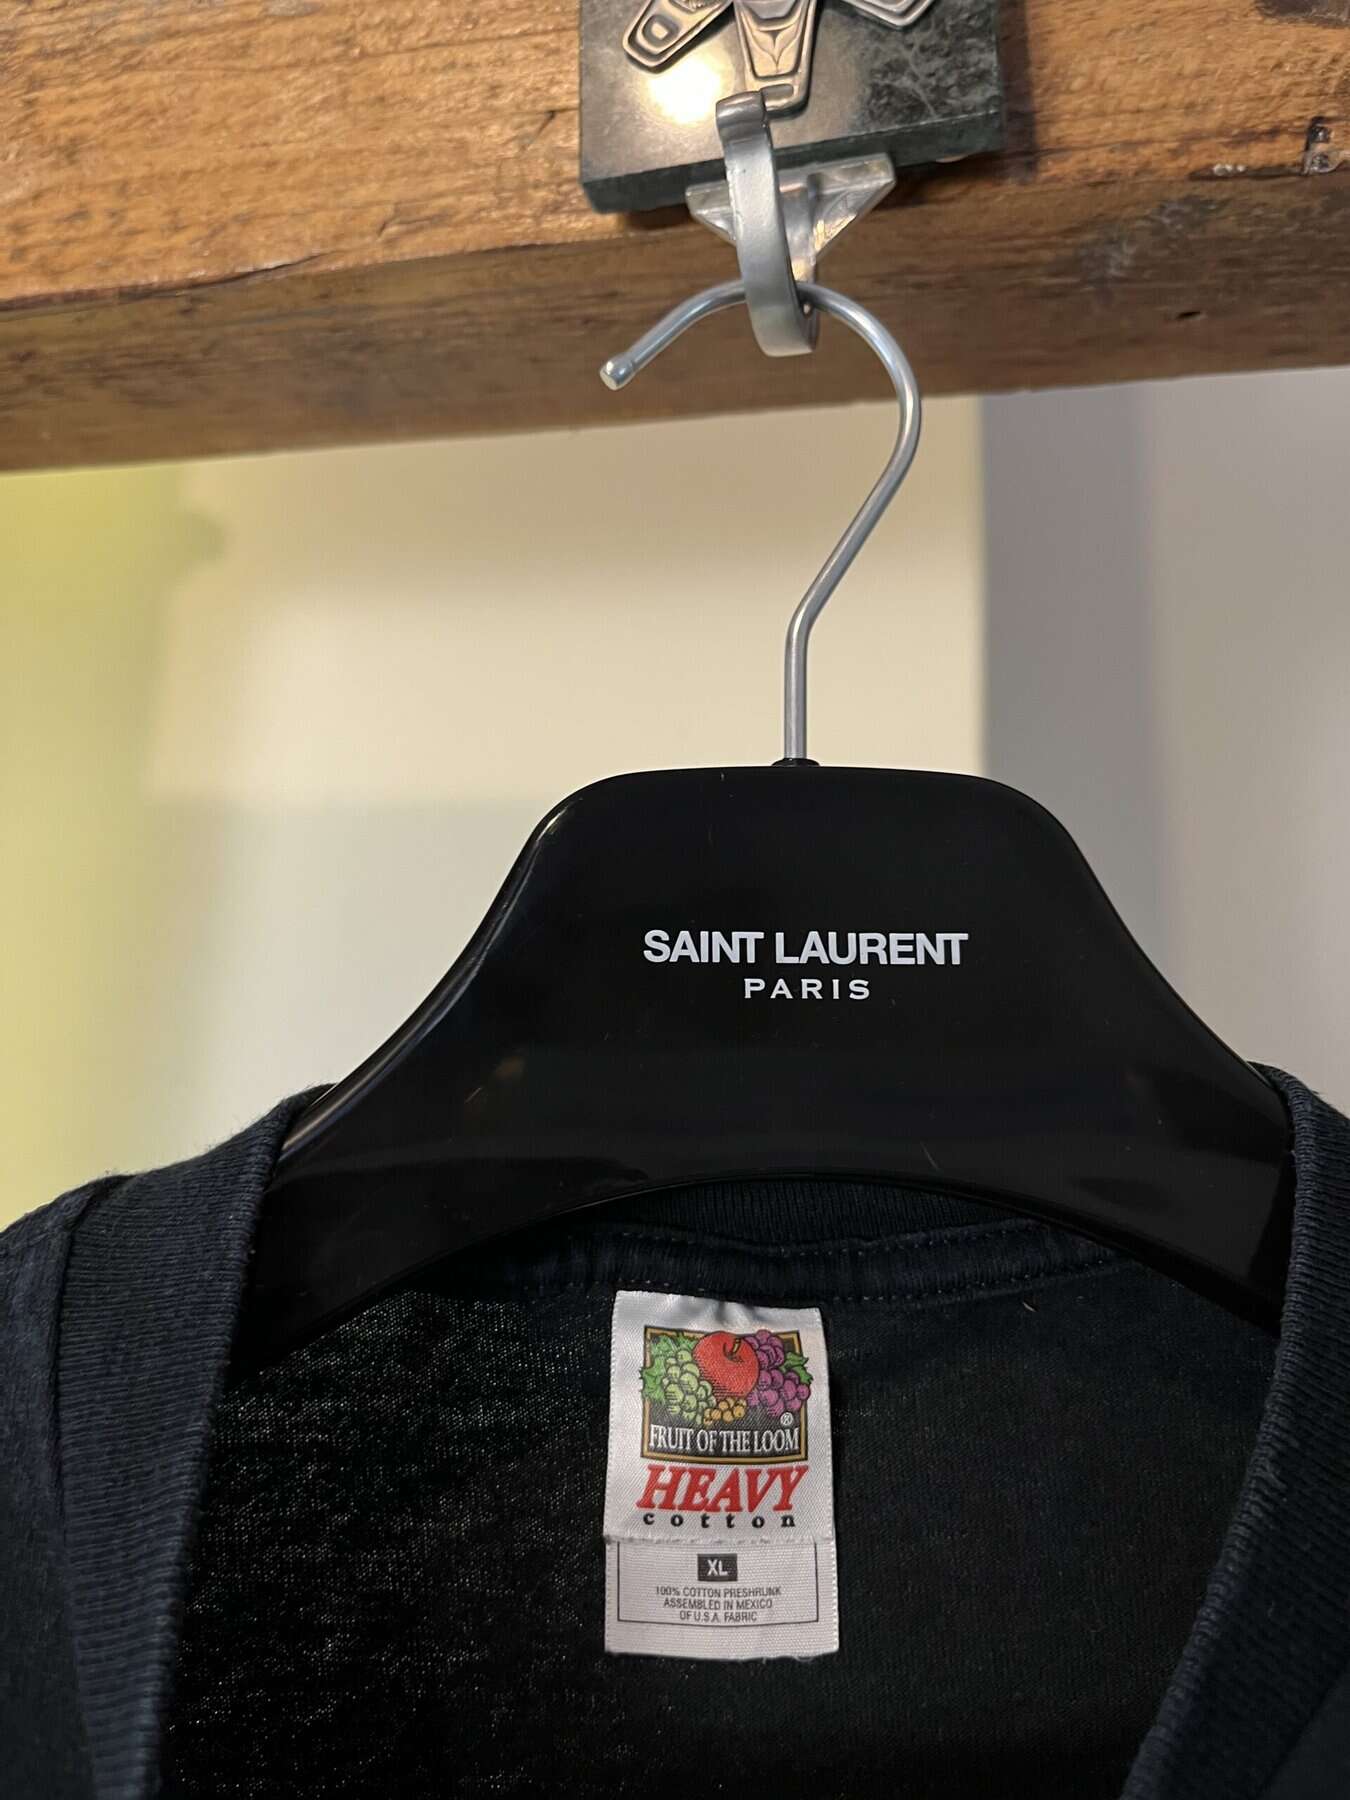 SAINT LAURENT
PARIS
®
FRUIT OF THE LOOM
HEAVY
cotton
XL
100% COTTON PRESHRUNK
ASSEMBLED IN MEXICO
OF U.S.A. FABRIC